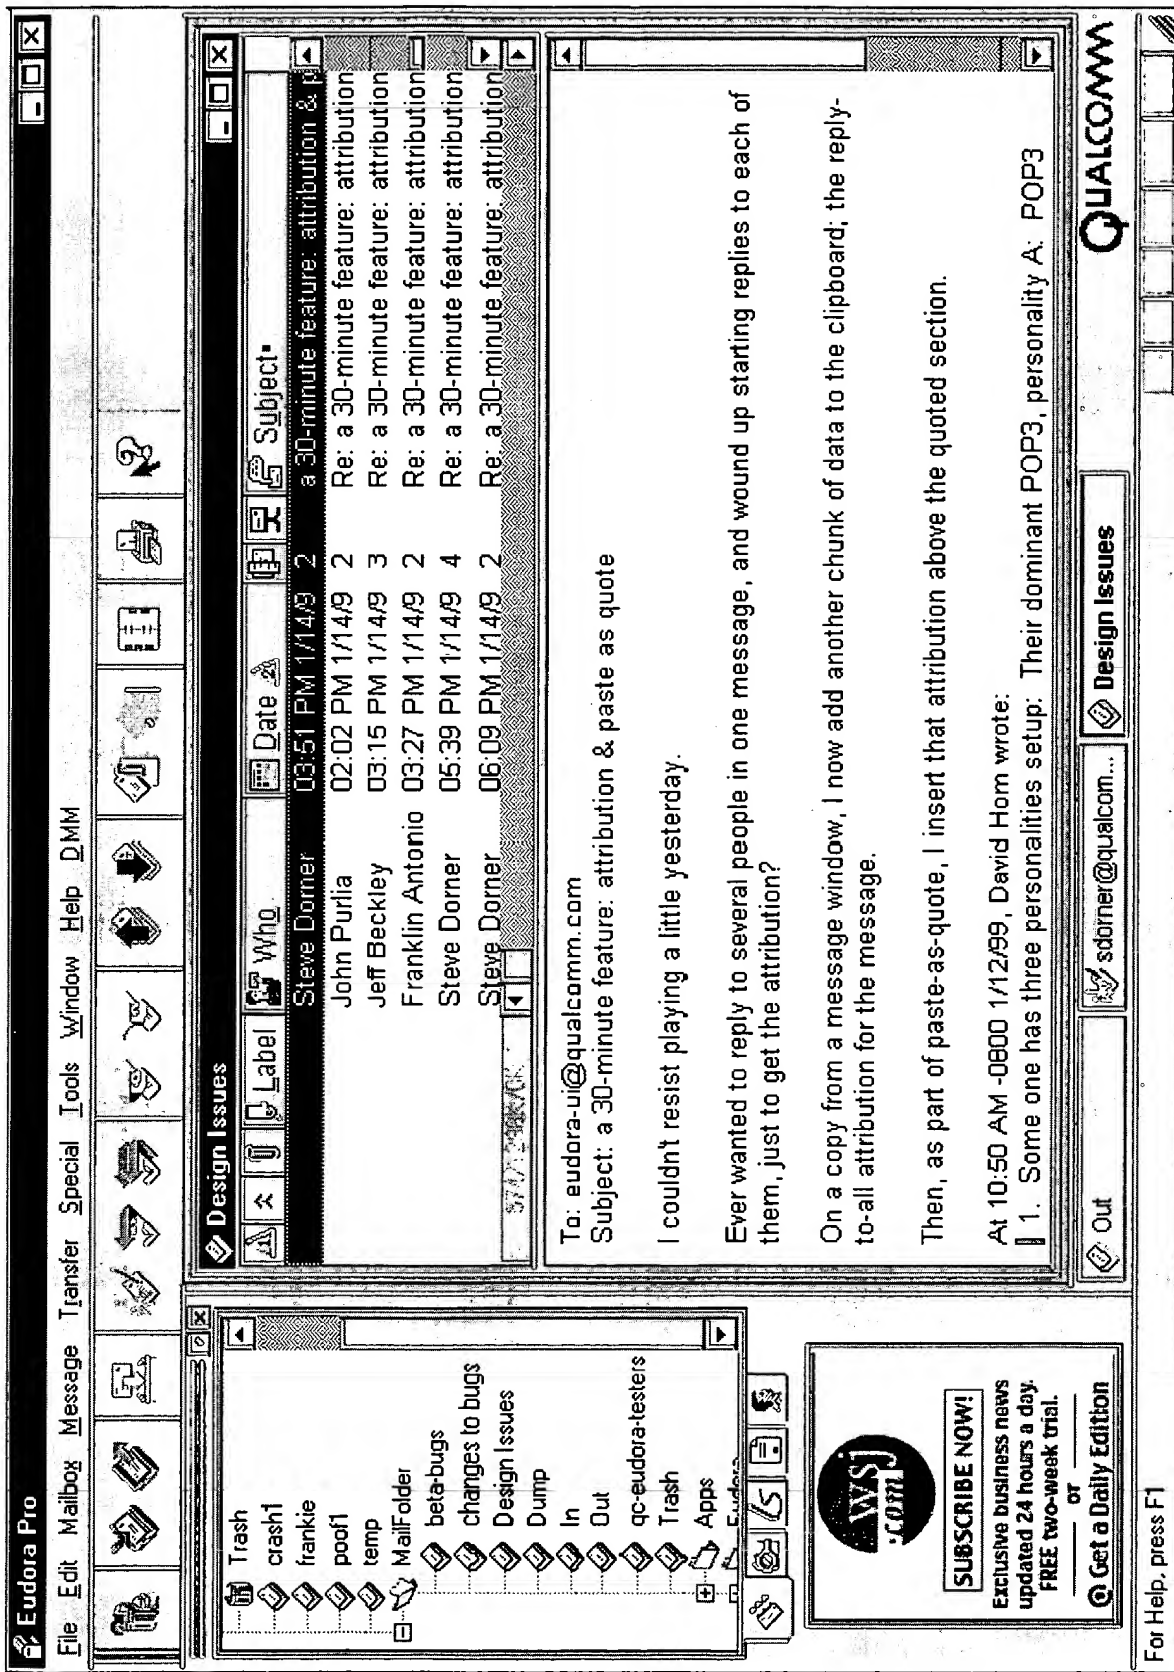 Eudora Pro
File Edit Mailbox Message Transfer Special Tools Window Help DMM
Trash
crash1
frankie
poof1
temp
MailFolder
beta-bugs
changes to bugs
Design Issues
Dump
In
Out
qc-eudora-testers
Trash
Apps
Eudora
WSJ
.com
SUBSCRIBE NOW!
Exclusive business news
updated 24 hours a day.
FREE two-week trial.
or
@ Get a Daily Edition
Design Issues
Label Who Date Subject
Steve Dorner 03:51 PM 1/14/9 2 a 30-minute feature: attribution & p
John Purlia 02:02 PM 1/14/9 2 Re: a 30-minute feature: attribution
Jeff Beckley 03:15 PM 1/14/9 3 Re: a 30-minute feature: attribution
Franklin Antonio 03:27 PM 1/14/9 2 Re: a 30-minute feature: attribution
Steve Dorner 05:39 PM 1/14/9 4 Re: a 30-minute feature: attribution
Steve Dorner 06:09 PM 1/14/9 2 Re: a 30-minute feature: attribution
To: eudora-ui@qualcomm.com
Subject: a 30-minute feature: attribution & paste as quote
I couldn't resist playing a little yesterday.
Ever wanted to reply to several people in one message, and wound up starting replies to each of
them, just to get the attribution?
On a copy from a message window, I now add another chunk of data to the clipboard; the reply-
to-all attribution for the message.
Then, as part of paste-as-quote, I insert that attribution above the quoted section.
At 10:50 AM -0800 1/12/99, David Hom wrote:
1. Some one has three personalities setup: Their dominant POP3, personality A: POP3
Out
sdorner@qualcom...
Design Issues
QUALCOMM
For Help, press F1